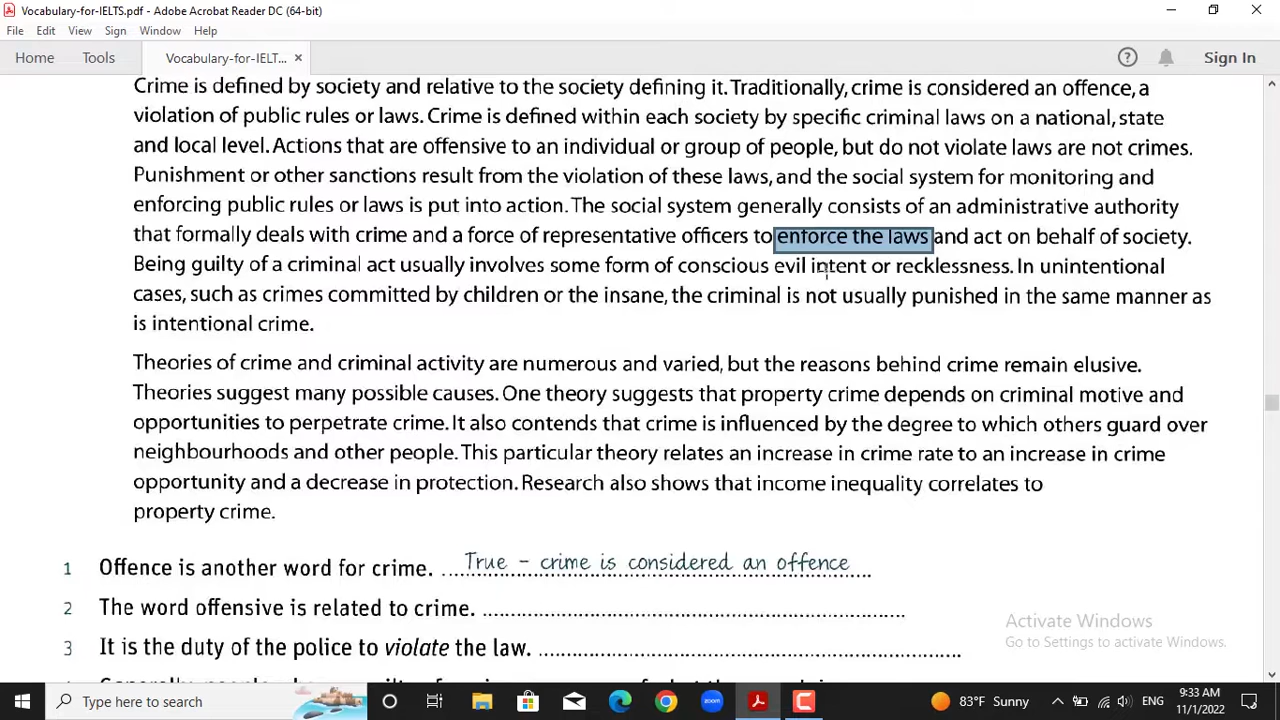 Vocabulary-for-IELTS.pdf - Adobe Acrobat Reader DC (64-bit)
File Edit View Sign Window Help
Home Tools Vocabulary-for-IELT... × Sign In
Crime is defined by society and relative to the society defining it. Traditionally, crime is considered an offence, a
violation of public rules or laws. Crime is defined within each society by specific criminal laws on a national, state
and local level. Actions that are offensive to an individual or group of people, but do not violate laws are not crimes.
Punishment or other sanctions result from the violation of these laws, and the social system for monitoring and
enforcing public rules or laws is put into action. The social system generally consists of an administrative authority
that formally deals with crime and a force of representative officers to enforce the laws and act on behalf of society.
Being guilty of a criminal act usually involves some form of conscious evil intent or recklessness. In unintentional
cases, such as crimes committed by children or the insane, the criminal is not usually punished in the same manner as
is intentional crime.
Theories of crime and criminal activity are numerous and varied, but the reasons behind crime remain elusive.
Theories suggest many possible causes. One theory suggests that property crime depends on criminal motive and
opportunities to perpetrate crime. It also contends that crime is influenced by the degree to which others guard over
neighbourhoods and other people. This particular theory relates an increase in crime rate to an increase in crime
opportunity and a decrease in protection. Research also shows that income inequality correlates to
property crime.
1 Offence is another word for crime. True – crime is considered an offence
2 The word offensive is related to crime.
3 It is the duty of the police to violate the law.
Activate Windows
Go to Settings to activate Windows.
Type here to search
83°F Sunny
ENG
9:33 AM
11/1/2022